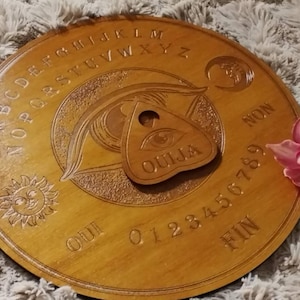 ABCDEFGHIJKLM
NOPQRSTUVWXYZ
NON
OUIJA
OUI
0123456789
FIN